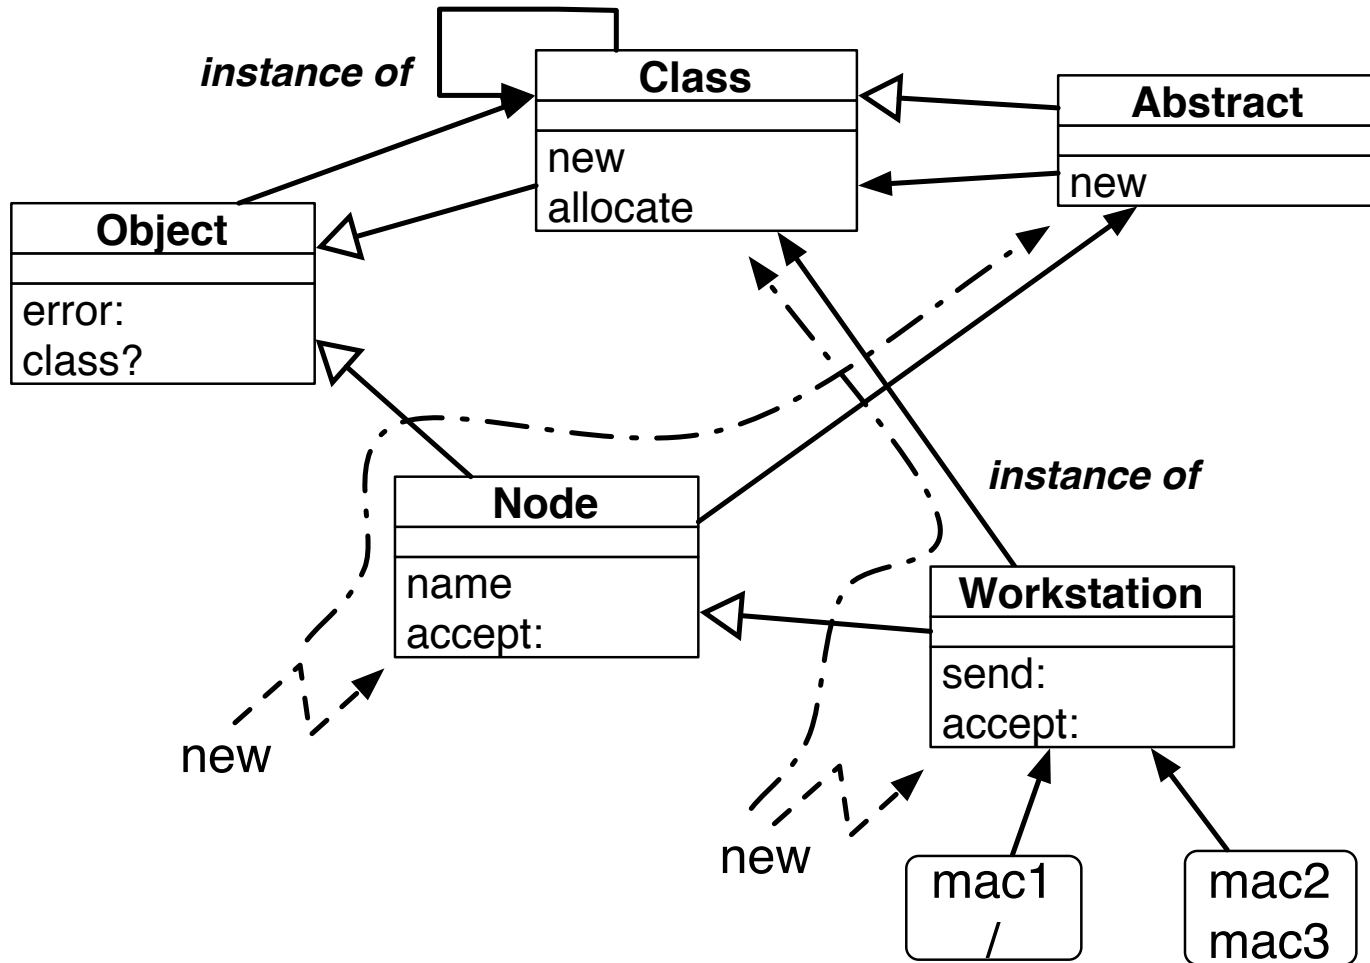 instance of
Class
new
allocate
Abstract
new
Object
error:
class?
instance of
Node
name
accept:
Workstation
send:
accept:
new
new
mac1
/
mac2
mac3